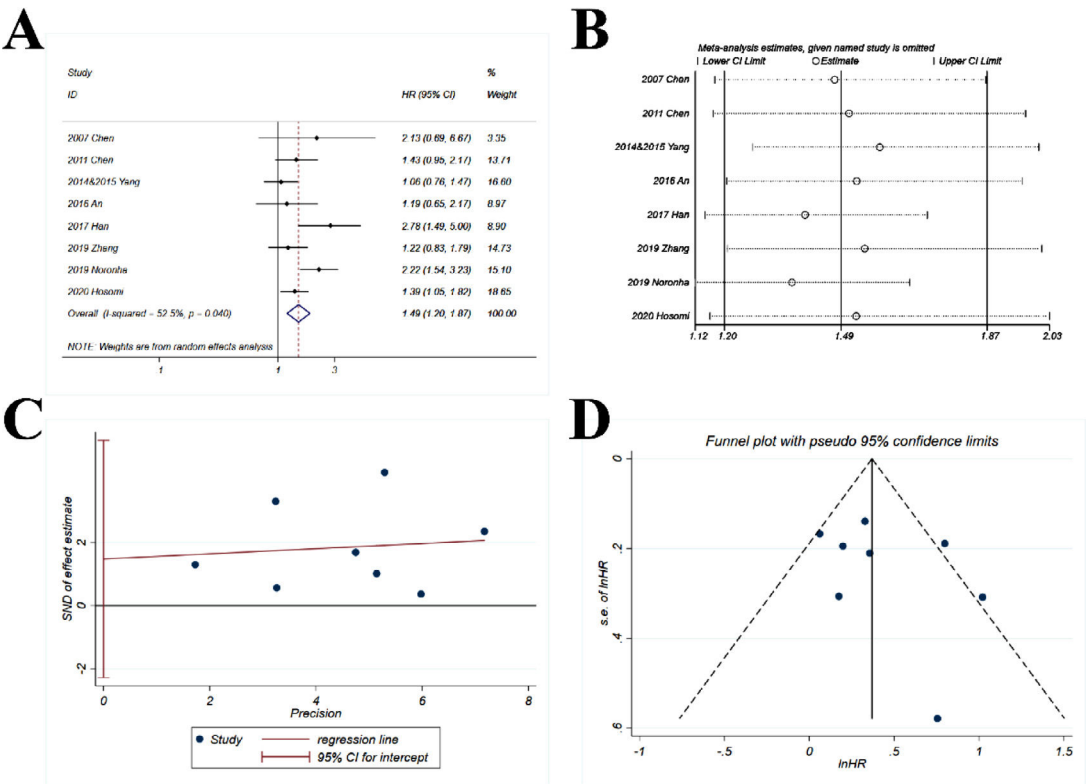 A
Study
%
ID HR (95% CI) Weight
2007 Chen 2.13 (0.69, 6.67) 3.35
2011 Chen 1.43 (0.95, 2.17) 13.71
2014&2015 Yang 1.06 (0.76, 1.47) 16.60
2016 An 1.19 (0.65, 2.17) 8.97
2017 Han 2.78 (1.49, 5.00) 8.90
2019 Zhang 1.22 (0.83, 1.79) 14.73
2019 Noronha 2.22 (1.54, 3.23) 15.10
2020 Hosomi 1.39 (1.05, 1.82) 18.65
Overall (I-squared = 52.5%, p = 0.040) 1.49 (1.20, 1.87) 100.00
NOTE: Weights are from random effects analysis
.1 1 3
B
Meta-analysis estimates, given named study is omitted
Lower CI Limit Estimate Upper CI Limit
2007 Chen
2011 Chen
2014&2015 Yang
2016 An
2017 Han
2019 Zhang
2019 Noronha
2020 Hosomi
1.12 1.20 1.49 1.87 2.03
C
SND of effect estimate
2
0
-2
0 2 4 6 8
Precision
Study regression line
95% CI for intercept
D
Funnel plot with pseudo 95% confidence limits
s.e. of lnHR
0
.2
.4
.6
-1 -.5 0 .5 1 1.5
lnHR